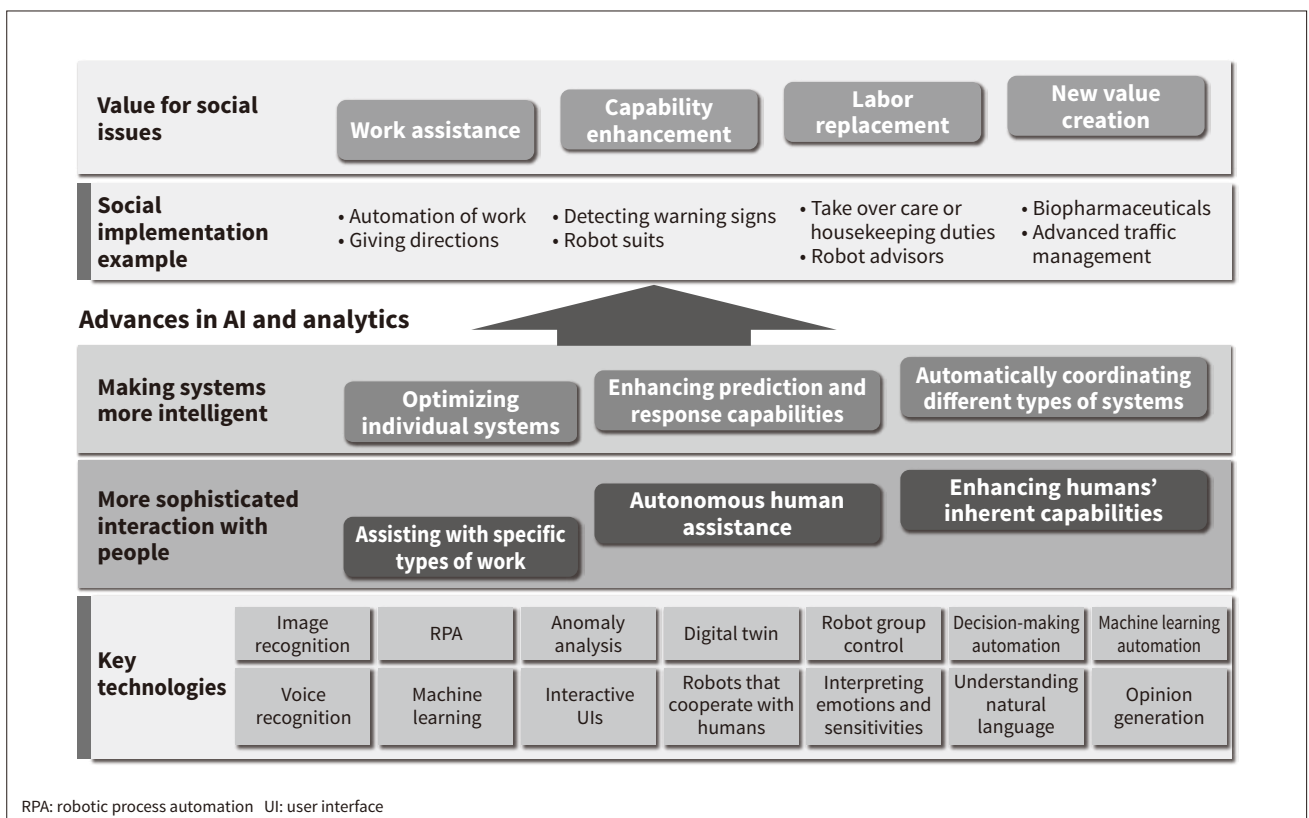 Value for social
issues
Work assistance
Capability
enhancement
Labor
replacement
New value
creation
Social
implementation
example
• Automation of work
• Giving directions
• Detecting warning signs
• Robot suits
• Take over care or
housekeeping duties
• Robot advisors
• Biopharmaceuticals
• Advanced traffic
management
Advances in AI and analytics
Making systems
more intelligent
Optimizing
individual systems
Enhancing prediction and
response capabilities
Automatically coordinating
different types of systems
More sophisticated
interaction with
people
Assisting with specific
types of work
Autonomous human
assistance
Enhancing humans’
inherent capabilities
Key
technologies
Image
recognition
RPA
Anomaly
analysis
Digital twin
Robot group
control
Decision-making
automation
Machine learning
automation
Voice
recognition
Machine
learning
Interactive
UIs
Robots that
cooperate with
humans
Interpreting
emotions and
sensitivities
Understanding
natural
language
Opinion
generation
RPA: robotic process automation UI: user interface